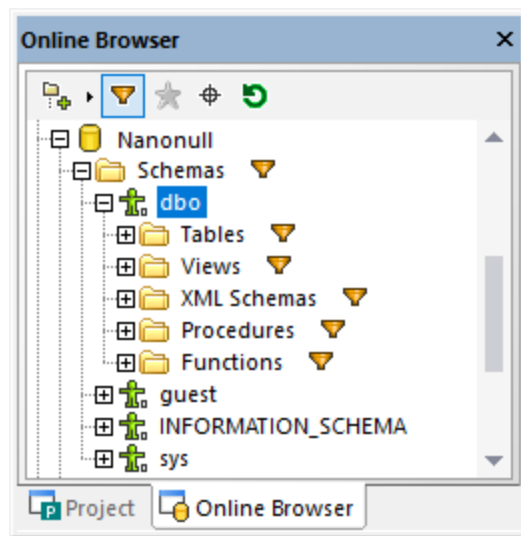 Online Browser
Nanonull
Schemas
dbo
Tables
Views
XML Schemas
Procedures
Functions
guest
INFORMATION_SCHEMA
sys
Project Online Browser